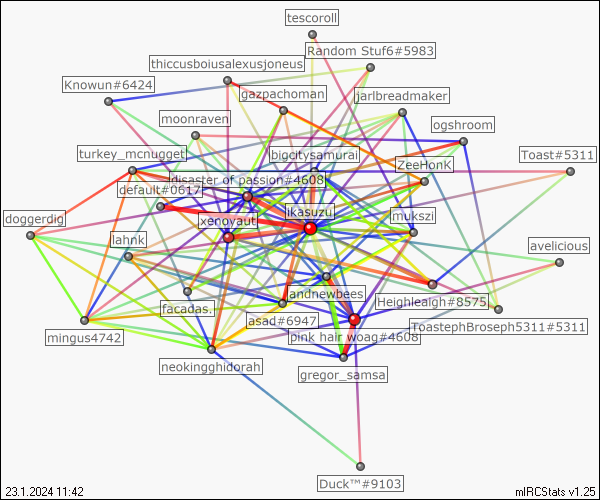 tescoroll
Random Stuf6#5983
thiccusboiusalexusjoneus
Knowun#6424
gazpachoman
jarlbreadmaker
moonraven
ogshroom
turkey_mcnugget
bigcitysamurai
ZeeHonk
Toast#5311
disaster of passion#4608
default#0617
doggerdig
xenoyaut
ikasuzu
mukszi
lahnk
avelicious
andnewbees
facadas.
Heighleaigh#8575
asad#6947
ToastephBroseph5311#5311
mingus4742
pink hair woag#4608
neokingghidorah
gregor_samsa
Duck™#9103
23.1.2024 11:42
mIRCStats v1.25